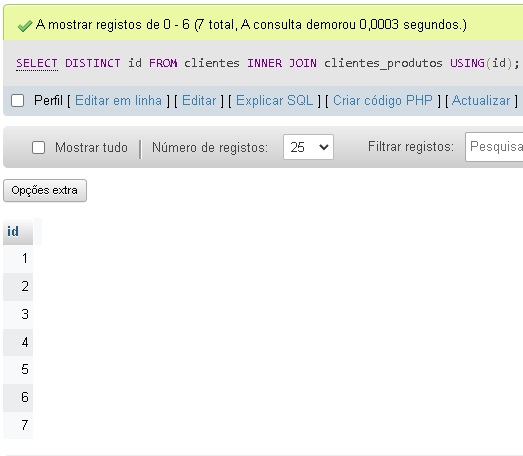 A mostrar registos de 0 - 6 (7 total, A consulta demorou 0,0003 segundos.)
SELECT DISTINCT id FROM clientes INNER JOIN clientes_produtos USING(id);
Perfil [ Editar em linha ] [ Editar ] [ Explicar SQL ] [ Criar código PHP ] [ Actualizar ]
Mostrar tudo | Número de registos: 25 Filtrar registos: Pesquisa
Opções extra
id
1
2
3
4
5
6
7